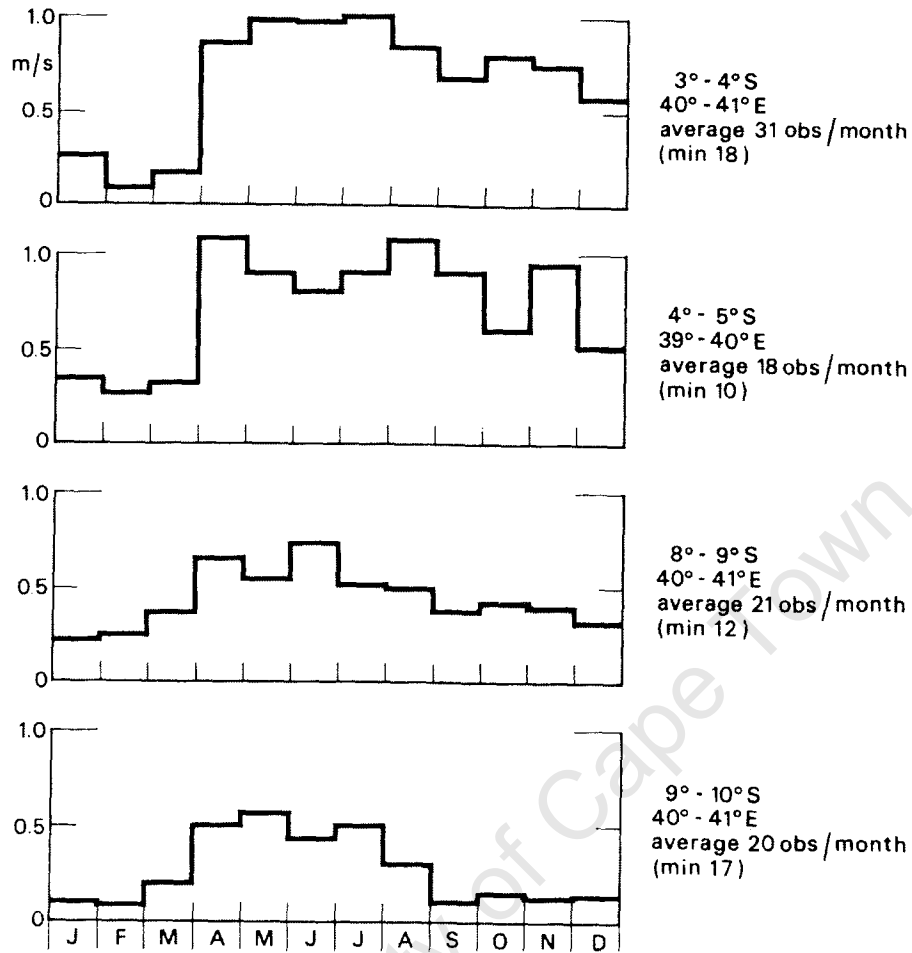 1.0
m/s
0.5
0
3° - 4° S
40° - 41° E
average 31 obs / month
(min 18)
1.0
0.5
0
4° - 5° S
39° - 40° E
average 18 obs / month
(min 10)
1.0
0.5
0
8° - 9° S
40° - 41° E
average 21 obs / month
(min 12)
1.0
0.5
0
9° - 10° S
40° - 41° E
average 20 obs / month
(min 17)
J F M A M J J A S O N D
of Cape Town